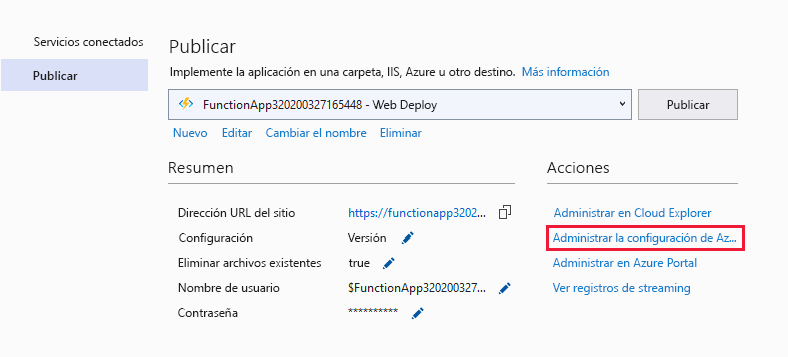 Servicios conectados
Publicar
Publicar
Implemente la aplicación en una carpeta, IIS, Azure u otro destino. Más información
FunctionApp320200327165448 - Web Deploy
Publicar
Nuevo Editar Cambiar el nombre Eliminar
Resumen
Dirección URL del sitio https://functionapp3202...
Configuración Versión
Eliminar archivos existentes true
Nombre de usuario $FunctionApp320200327...
Contraseña **********
Acciones
Administrar en Cloud Explorer
Administrar la configuración de Az...
Administrar en Azure Portal
Ver registros de streaming